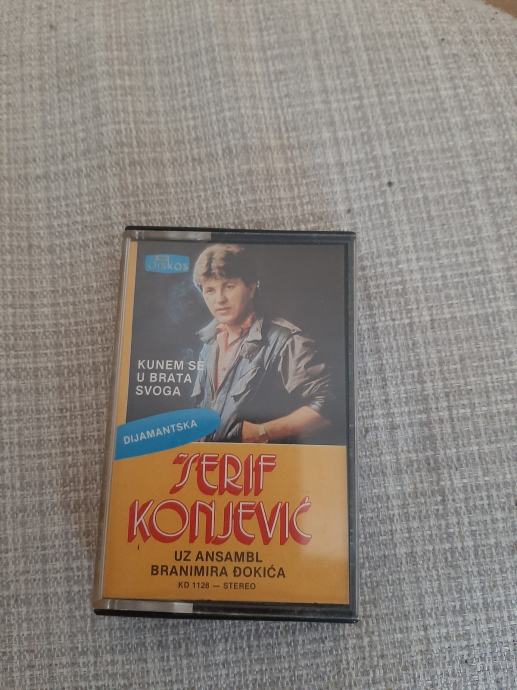 diskos
KUNEM SE
U BRATA
SVOGA
DIJAMANTSKA
ŠERIF
KONJEVIĆ
UZ ANSAMBL
BRANIMIRA ĐOKIĆA
KD 1128 — STEREO